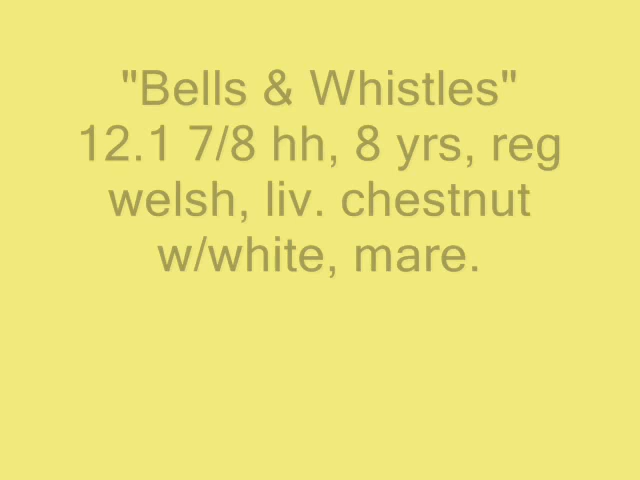 "Bells & Whistles"
12.1 7/8 hh, 8 yrs, reg
welsh, liv. chestnut
w/white, mare.